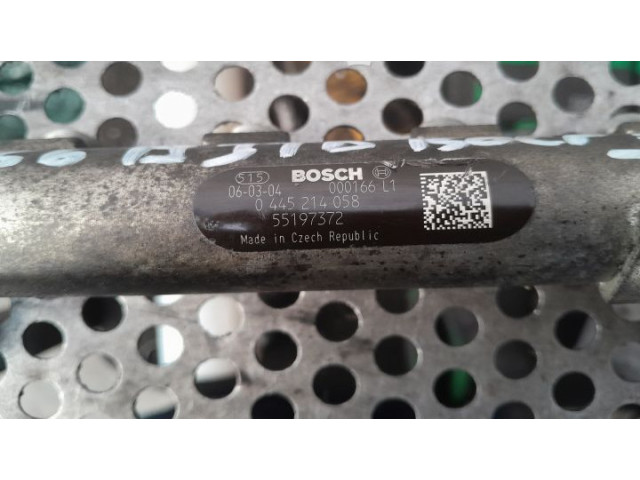 515 BOSCH
06-03-04 000166 L1
0 445 214 058
55197372
Made in Czech Republic